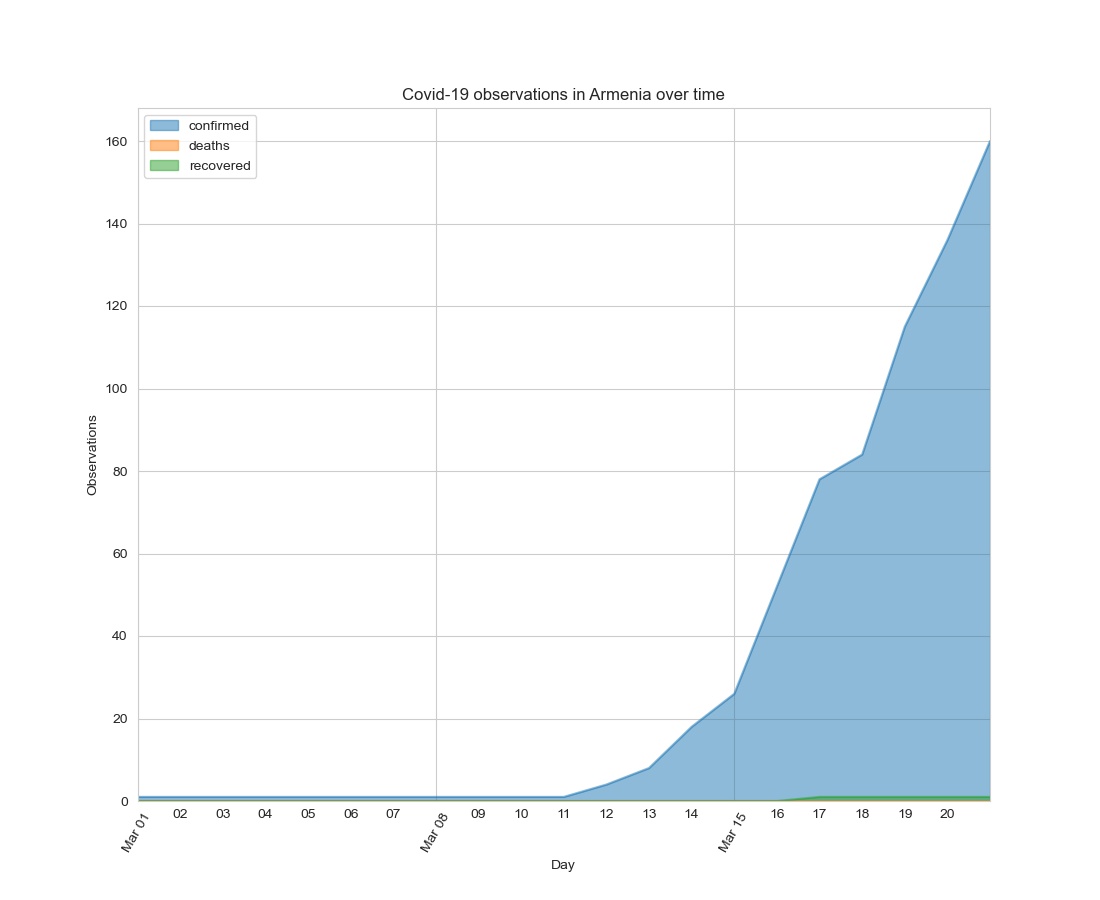 Covid-19 observations in Armenia over time
confirmed
deaths
recovered
160
140
120
100
80
60
40
20
0
Observations
Mar 01 02 03 04 05 06 07 Mar 08 09 10 11 12 13 14 Mar 15 16 17 18 19 20
Day